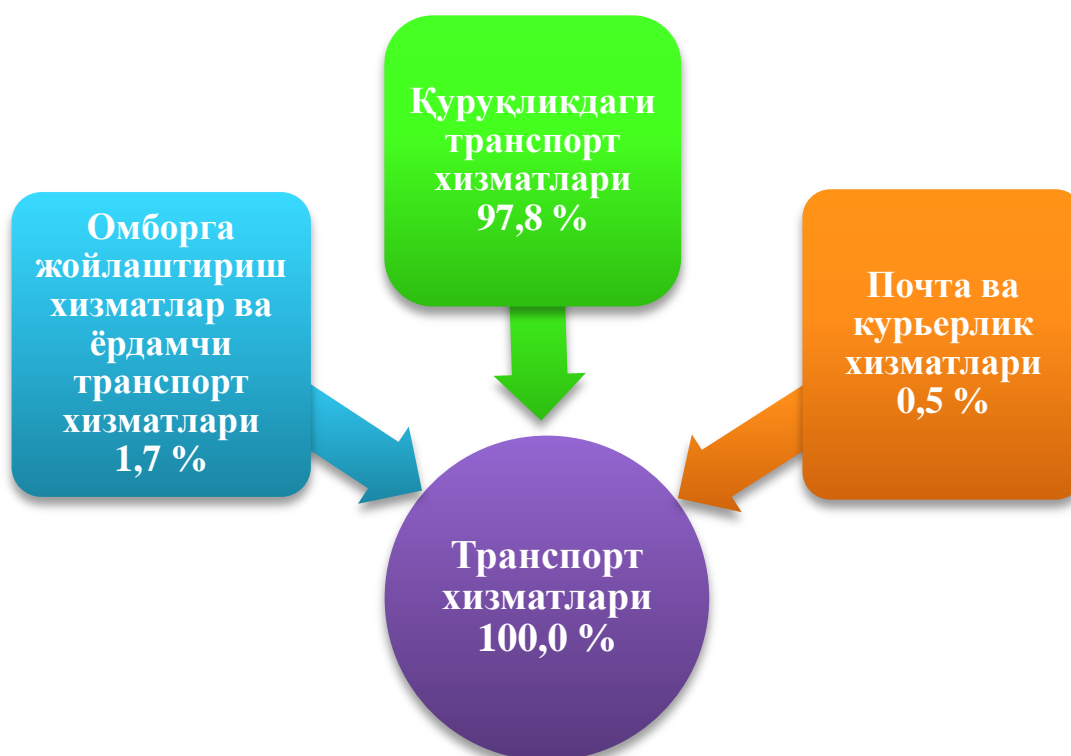 Қуруқликдаги
транспорт
хизматлари
97,8 %
Омборга
жойлаштириш
хизматлар ва
ёрдамчи
транспорт
хизматлари
1,7 %
Почта ва
курьерлик
хизматлари
0,5 %
Транспорт
хизматлари
100,0 %